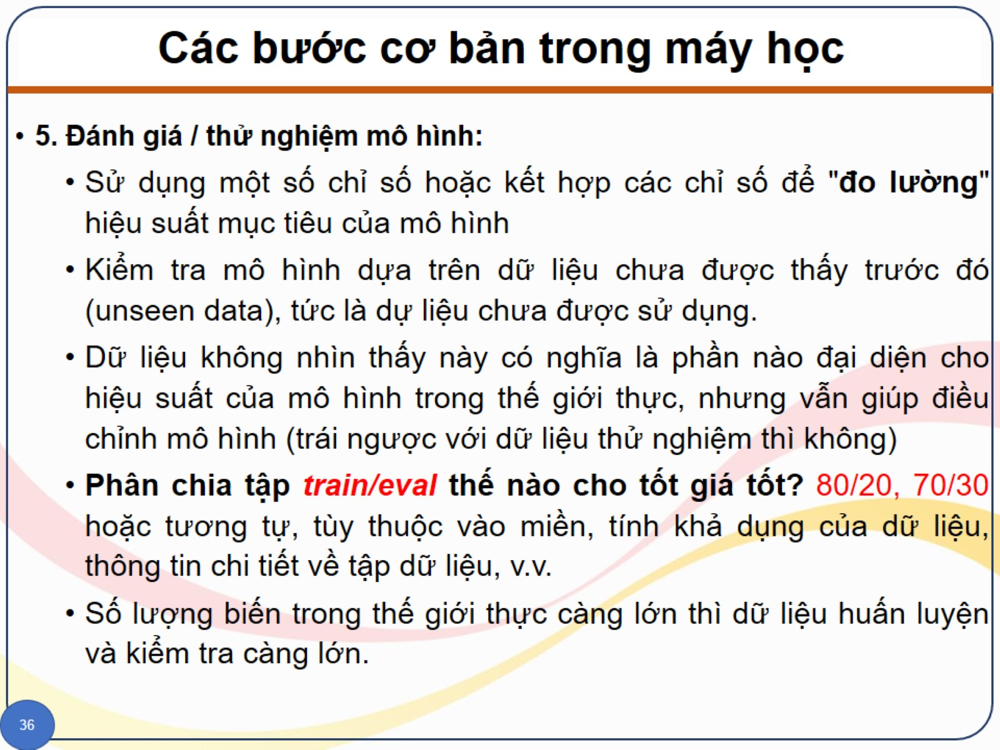 Các bước cơ bản trong máy học
• 5. Đánh giá / thử nghiệm mô hình:
• Sử dụng một số chỉ số hoặc kết hợp các chỉ số để "đo lường"
hiệu suất mục tiêu của mô hình
• Kiểm tra mô hình dựa trên dữ liệu chưa được thấy trước đó
(unseen data), tức là dự liệu chưa được sử dụng.
• Dữ liệu không nhìn thấy này có nghĩa là phần nào đại diện cho
hiệu suất của mô hình trong thế giới thực, nhưng vẫn giúp điều
chỉnh mô hình (trái ngược với dữ liệu thử nghiệm thì không)
• Phân chia tập train/eval thế nào cho tốt giá tốt? 80/20, 70/30
hoặc tương tự, tùy thuộc vào miền, tính khả dụng của dữ liệu,
thông tin chi tiết về tập dữ liệu, v.v.
• Số lượng biến trong thế giới thực càng lớn thì dữ liệu huấn luyện
và kiểm tra càng lớn.
36